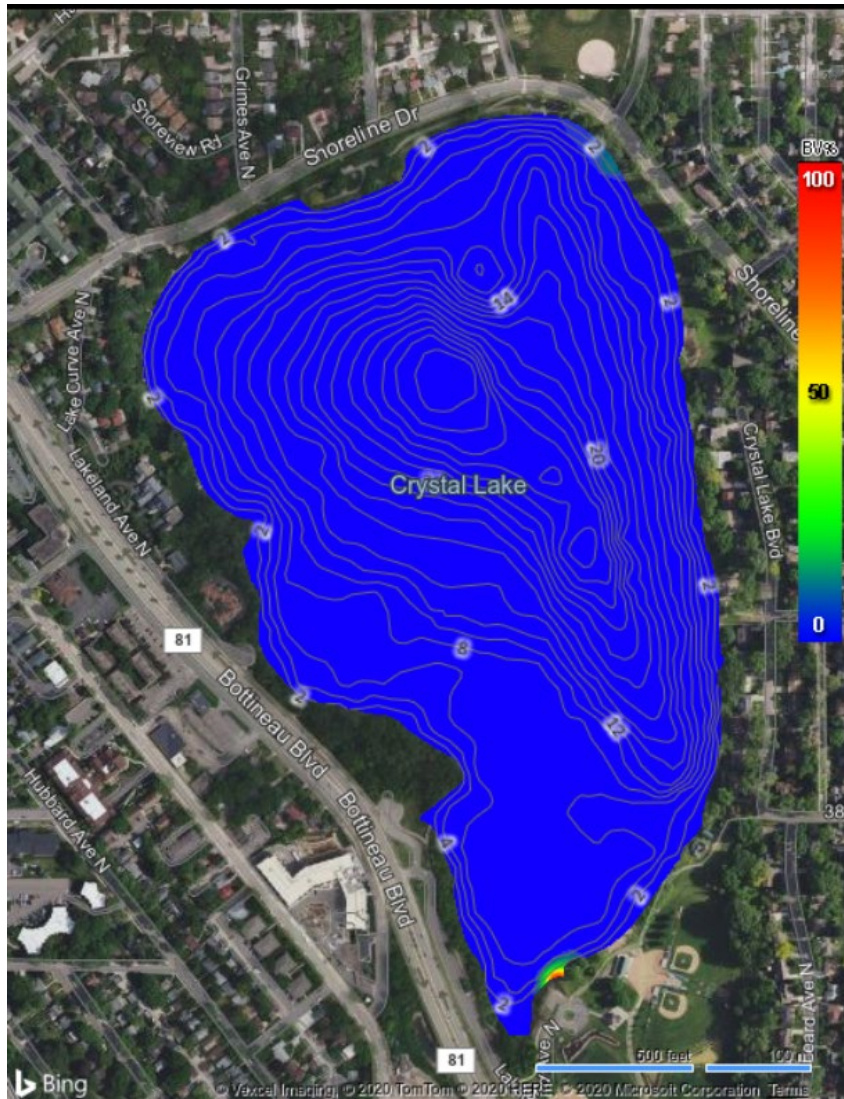 Shoreline Dr
Grimes Ave N
Shoreview Rd
2
2
BV%
100
2
14
2
Shoreline
Lake Curve Ave N
2
50
20
Crystal Lake
Crystal Lake Blvd
Lakeland Ave N
2
2
0
81
8
2
Bottineau Blvd
12
Hubbard Ave N
Bottineau Blvd
38
4
2
2
Beard Ave N
81
500 feet
100
Ave N
Bing
© Vexcel Imaging, © 2020 TomTom © 2020 HERE, © 2020 Microsoft Corporation Terms